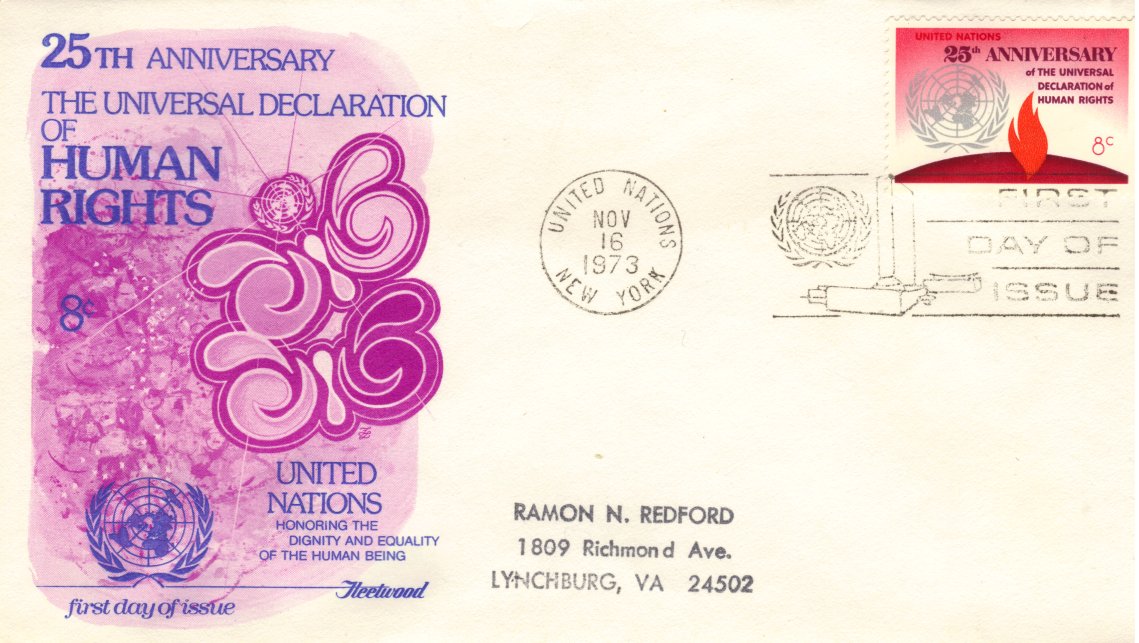 25TH ANNIVERSARY
THE UNIVERSAL DECLARATION
OF
HUMAN
RIGHTS
8c
UNITED
NATIONS
HONORING THE
DIGNITY AND EQUALITY
OF THE HUMAN BEING
Fleetwood
first day of issue
UNITED NATIONS
NOV
16
1973
NEW YORK
UNITED NATIONS
25th ANNIVERSARY
of THE UNIVERSAL
DECLARATION of
HUMAN RIGHTS
8c
FIRST
DAY OF
ISSUE
RAMON N. REDFORD
1809 Richmond Ave.
LYNCHBURG, VA 24502